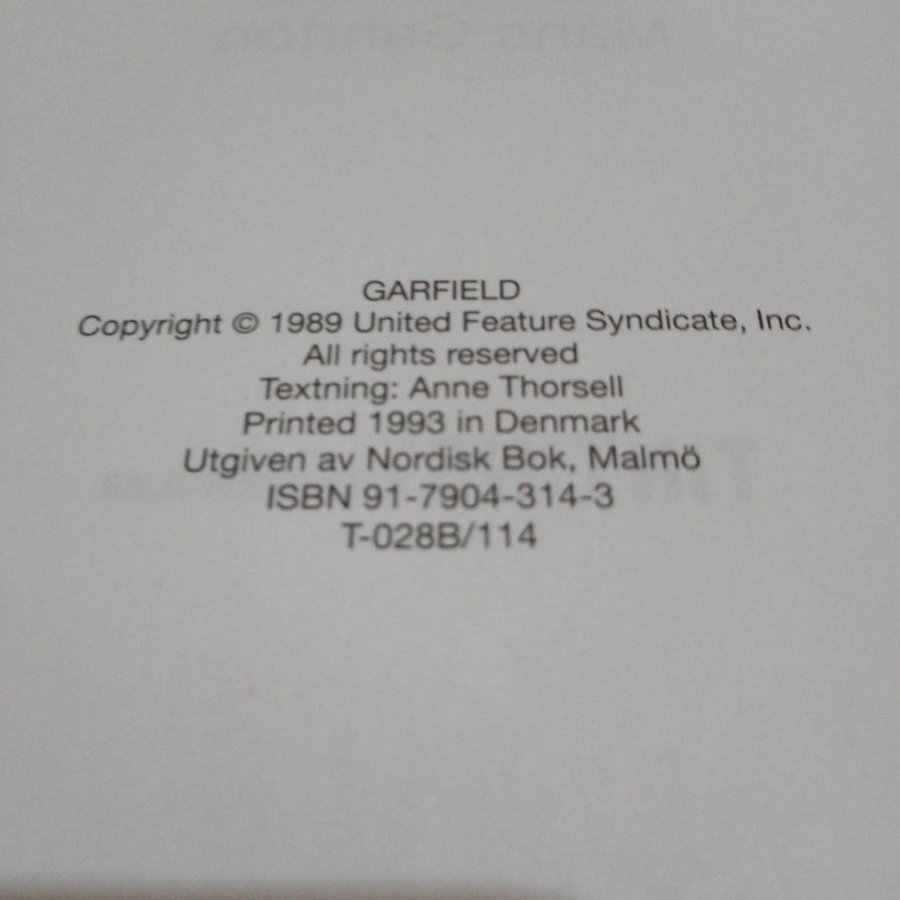 GARFIELD
Copyright © 1989 United Feature Syndicate, Inc.
All rights reserved
Textning: Anne Thorsell
Printed 1993 in Denmark
Utgiven av Nordisk Bok, Malmö
ISBN 91-7904-314-3
T-028B/114